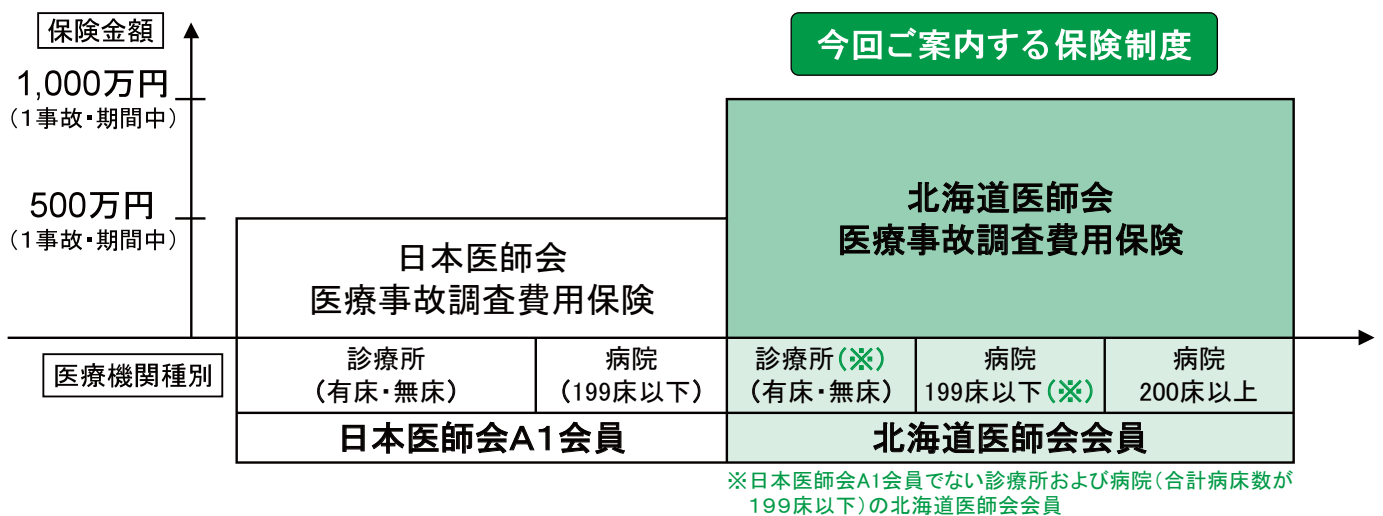 保険金額
今回ご案内する保険制度
1,000万円
(1事故・期間中)
500万円
(1事故・期間中)
日本医師会
医療事故調査費用保険
北海道医師会
医療事故調査費用保険
医療機関種別
診療所
(有床・無床)
病院
(199床以下)
診療所(※)
(有床・無床)
病院
199床以下(※)
病院
200床以上
日本医師会A1会員
北海道医師会会員
※日本医師会A1会員でない診療所および病院(合計病床数が
199床以下)の北海道医師会会員